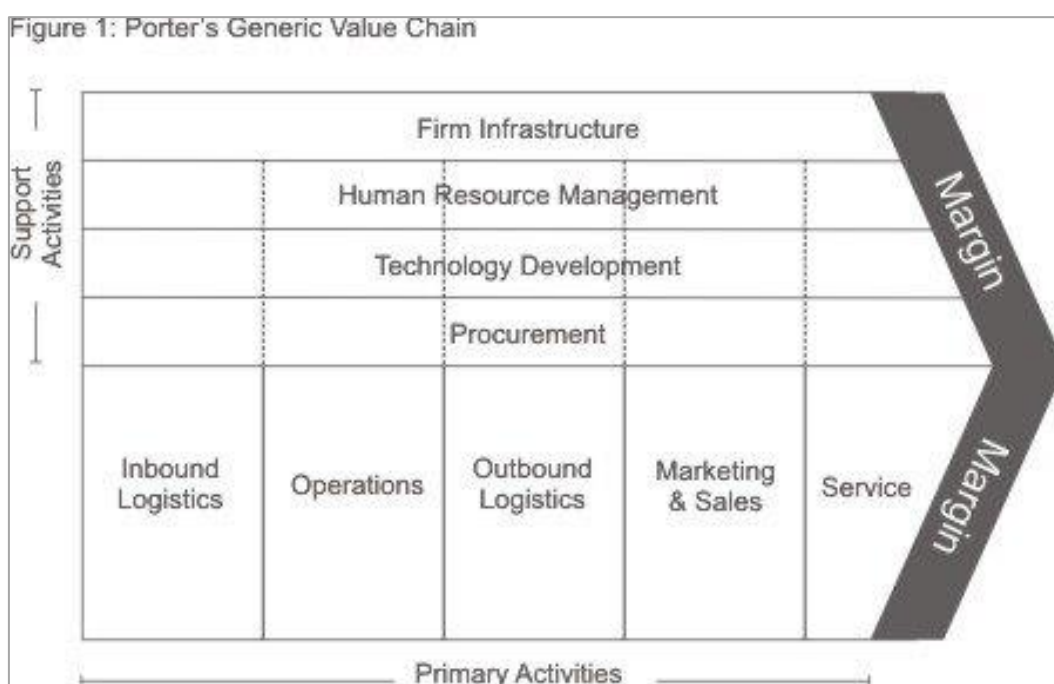 Figure 1: Porter's Generic Value Chain
Support
Activities
Firm Infrastructure
Human Resource Management
Technology Development
Procurement
Margin
Inbound
Logistics
Operations
Outbound
Logistics
Marketing
& Sales
Service
Margin
Primary Activities